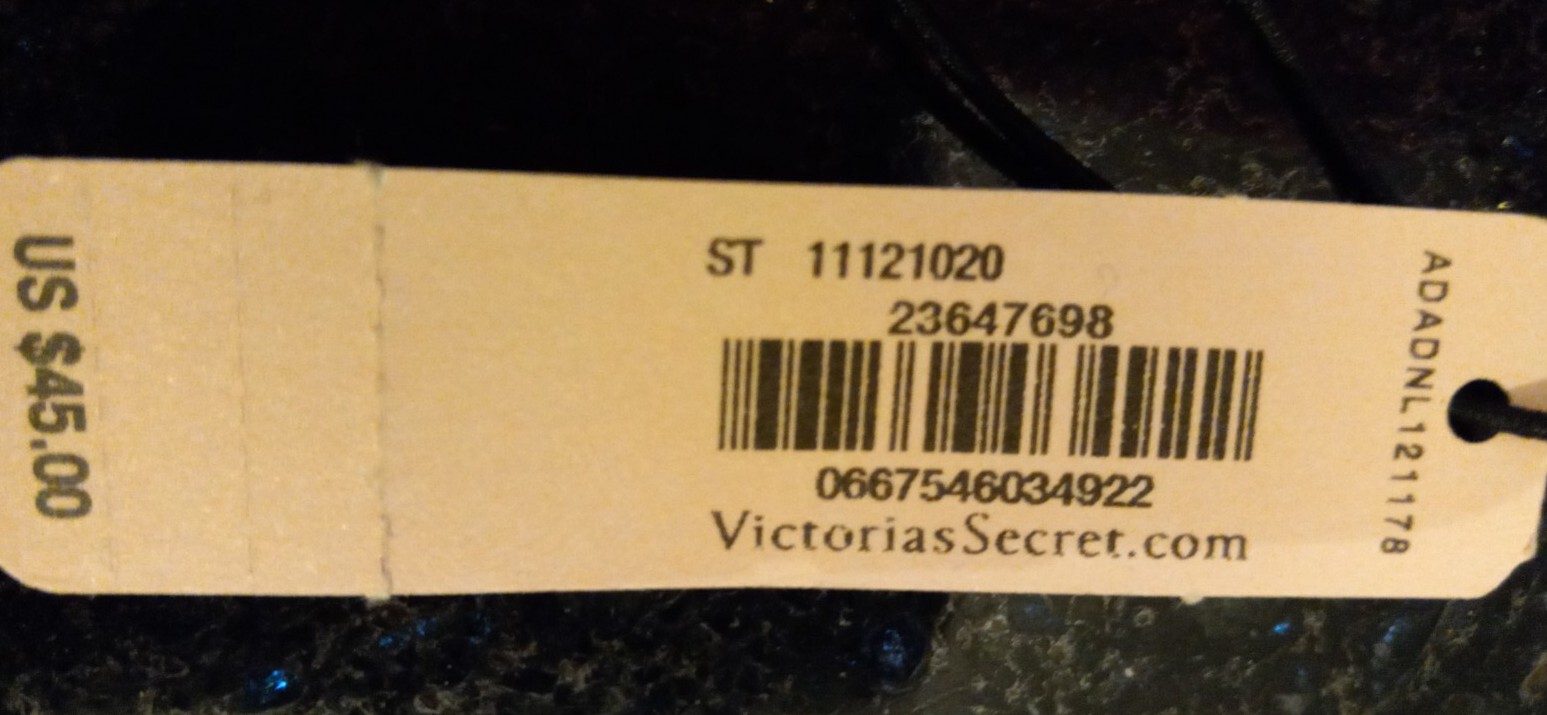 US $45.00
ST 11121020
23647698
0667546034922
VictoriasSecret.com
ADADNL121178